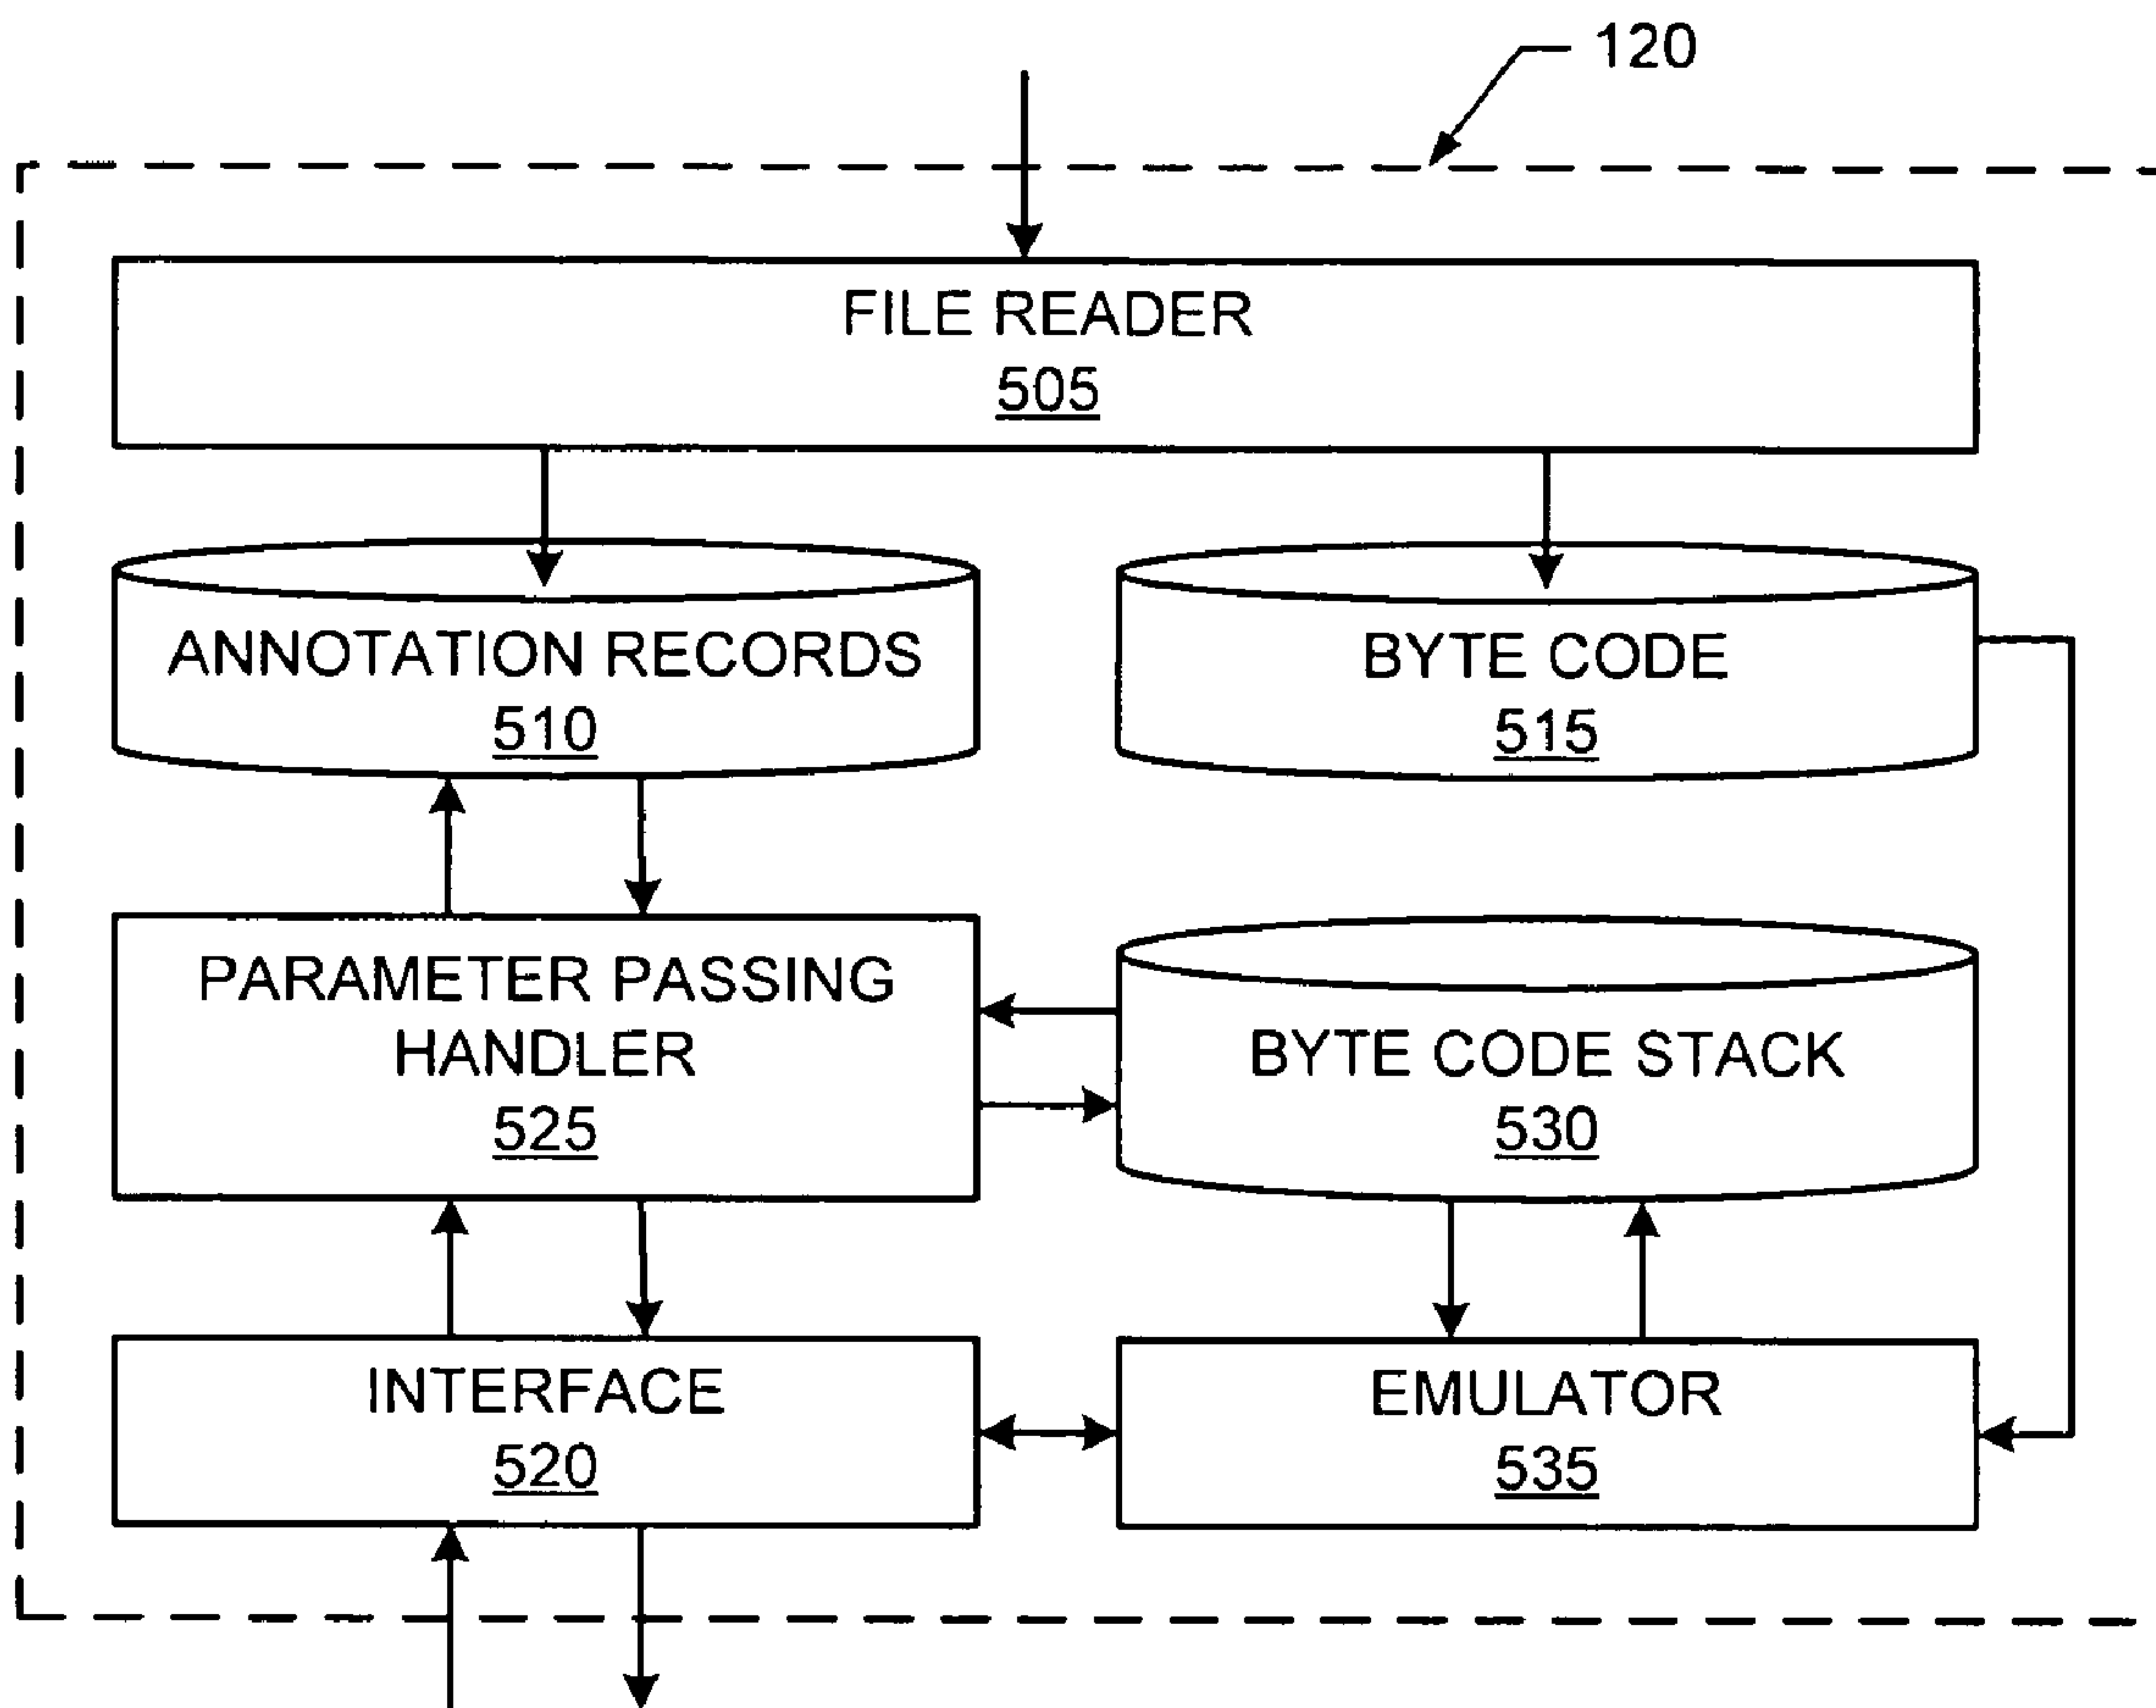 120
FILE READER
505
ANNOTATION RECORDS
510
BYTE CODE
515
PARAMETER PASSING
HANDLER
525
BYTE CODE STACK
530
INTERFACE
520
EMULATOR
535